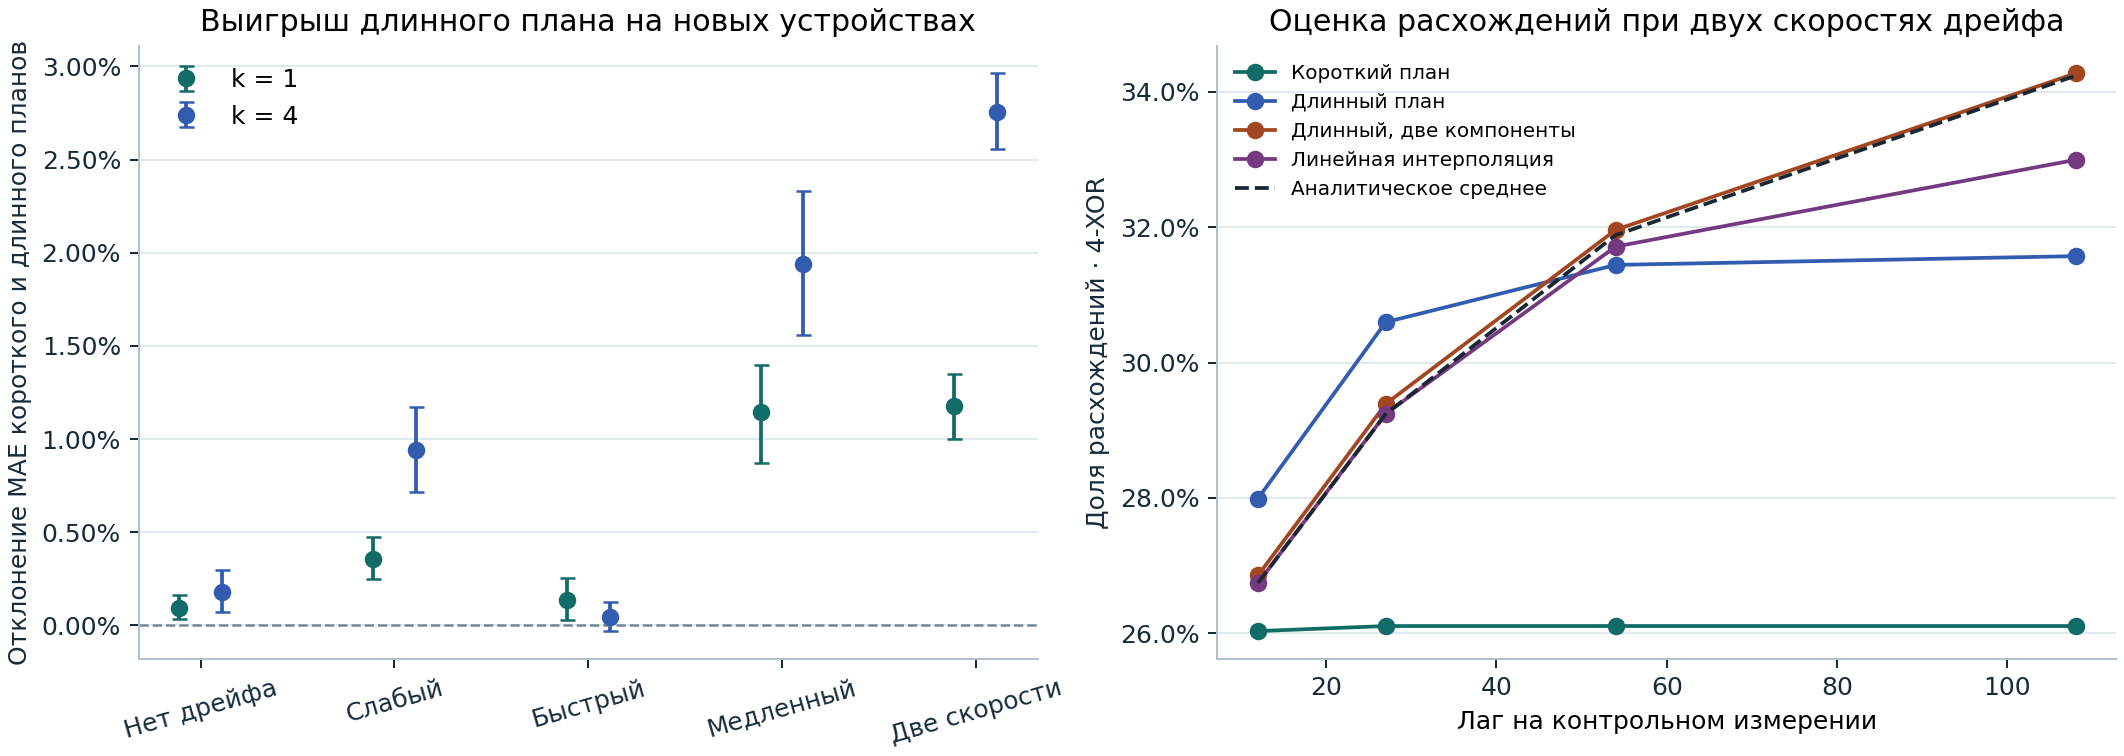 Выигрыш длинного плана на новых устройствах
Отклонение MAE короткого и длинного планов
3.00%
2.50%
2.00%
1.50%
1.00%
0.50%
0.00%
k = 1
k = 4
Нет дрейфа
Слабый
Быстрый
Медленный
Две скорости
Оценка расхождений при двух скоростях дрейфа
Доля расхождений · 4-XOR
34.0%
32.0%
30.0%
28.0%
26.0%
Короткий план
Длинный план
Длинный, две компоненты
Линейная интерполяция
Аналитическое среднее
20
40
60
80
100
Лаг на контрольном измерении